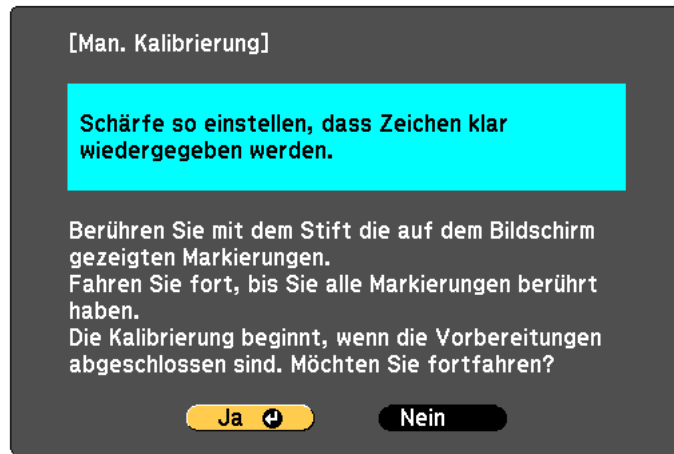 [Man. Kalibrierung]
Schärfe so einstellen, dass Zeichen klar
wiedergegeben werden.
Berühren Sie mit dem Stift die auf dem Bildschirm
gezeigten Markierungen.
Fahren Sie fort, bis Sie alle Markierungen berührt
haben.
Die Kalibrierung beginnt, wenn die Vorbereitungen
abgeschlossen sind. Möchten Sie fortfahren?
Ja
Nein